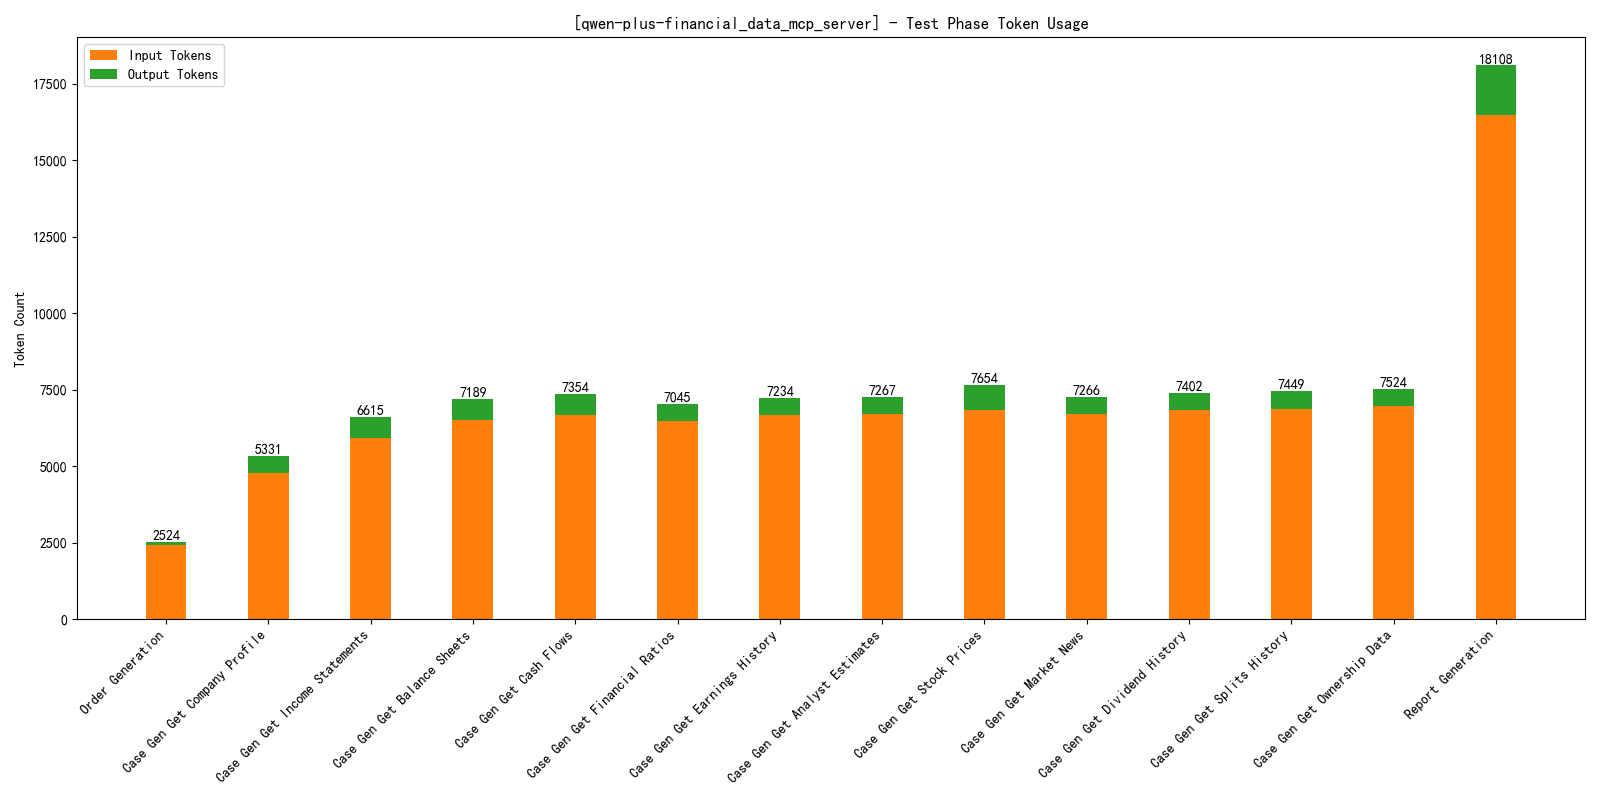 [qwen-plus-financial_data_mcp_server] - Test Phase Token Usage
Input Tokens
Output Tokens
Token Count
17500
15000
12500
10000
7500
5000
2500
0
2524
5331
6615
7189
7354
7045
7234
7267
7654
7266
7402
7449
7524
18108
Order Generation
Case Gen Get Company Profile
Case Gen Get Income Statements
Case Gen Get Balance Sheets
Case Gen Get Cash Flows
Case Gen Get Financial Ratios
Case Gen Get Earnings History
Case Gen Get Analyst Estimates
Case Gen Get Stock Prices
Case Gen Get Market News
Case Gen Get Dividend History
Case Gen Get Splits History
Case Gen Get Ownership Data
Report Generation